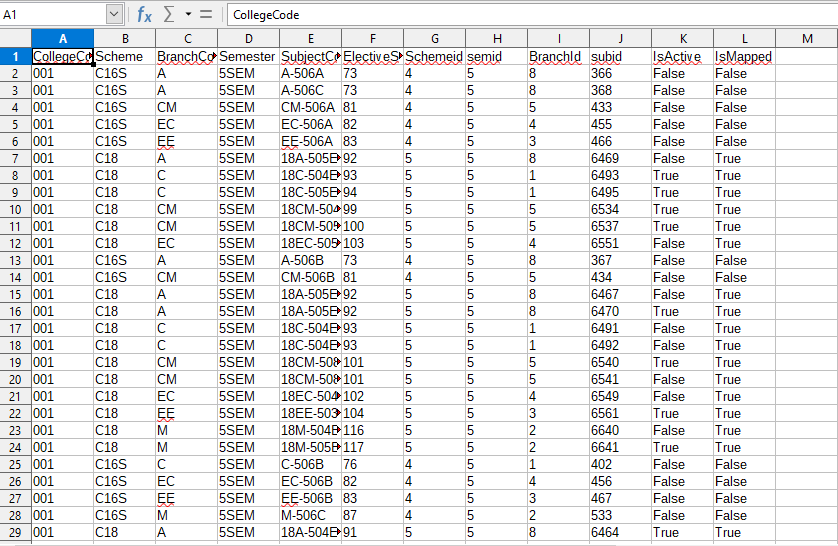 A1 fx Σ = CollegeCode
A B C D E F G H I J K L M
1 CollegeCo Scheme BranchCo Semester SubjectCo ElectiveS Schemeid semid BranchId subid IsActive IsMapped
2 001 C16S A 5SEM A-506A 73 4 5 8 366 False False
3 001 C16S A 5SEM A-506C 73 4 5 8 368 False False
4 001 C16S CM 5SEM CM-506A 81 4 5 5 433 False False
5 001 C16S EC 5SEM EC-506A 82 4 5 4 455 False False
6 001 C16S EE 5SEM EE-506A 83 4 5 3 466 False False
7 001 C18 A 5SEM 18A-505E 92 5 5 8 6469 False True
8 001 C18 C 5SEM 18C-504E 93 5 5 1 6493 True True
9 001 C18 C 5SEM 18C-505E 94 5 5 1 6495 True True
10 001 C18 CM 5SEM 18CM-504 99 5 5 5 6534 True True
11 001 C18 CM 5SEM 18CM-505 100 5 5 5 6537 True True
12 001 C18 EC 5SEM 18EC-505 103 5 5 4 6551 False True
13 001 C16S A 5SEM A-506B 73 4 5 8 367 False False
14 001 C16S CM 5SEM CM-506B 81 4 5 5 434 False False
15 001 C18 A 5SEM 18A-505E 92 5 5 8 6467 False True
16 001 C18 A 5SEM 18A-505E 92 5 5 8 6470 True True
17 001 C18 C 5SEM 18C-504E 93 5 5 1 6491 False True
18 001 C18 C 5SEM 18C-504E 93 5 5 1 6492 False True
19 001 C18 CM 5SEM 18CM-508 101 5 5 5 6540 True True
20 001 C18 CM 5SEM 18CM-508 101 5 5 5 6541 False True
21 001 C18 EC 5SEM 18EC-504 102 5 5 4 6549 False True
22 001 C18 EE 5SEM 18EE-503 104 5 5 3 6561 True True
23 001 C18 M 5SEM 18M-504E 116 5 5 2 6640 False True
24 001 C18 M 5SEM 18M-505E 117 5 5 2 6641 True True
25 001 C16S C 5SEM C-506B 76 4 5 1 402 False False
26 001 C16S EC 5SEM EC-506B 82 4 5 4 456 False False
27 001 C16S EE 5SEM EE-506B 83 4 5 3 467 False False
28 001 C16S M 5SEM M-506C 87 4 5 2 533 False False
29 001 C18 A 5SEM 18A-504E 91 5 5 8 6464 True True